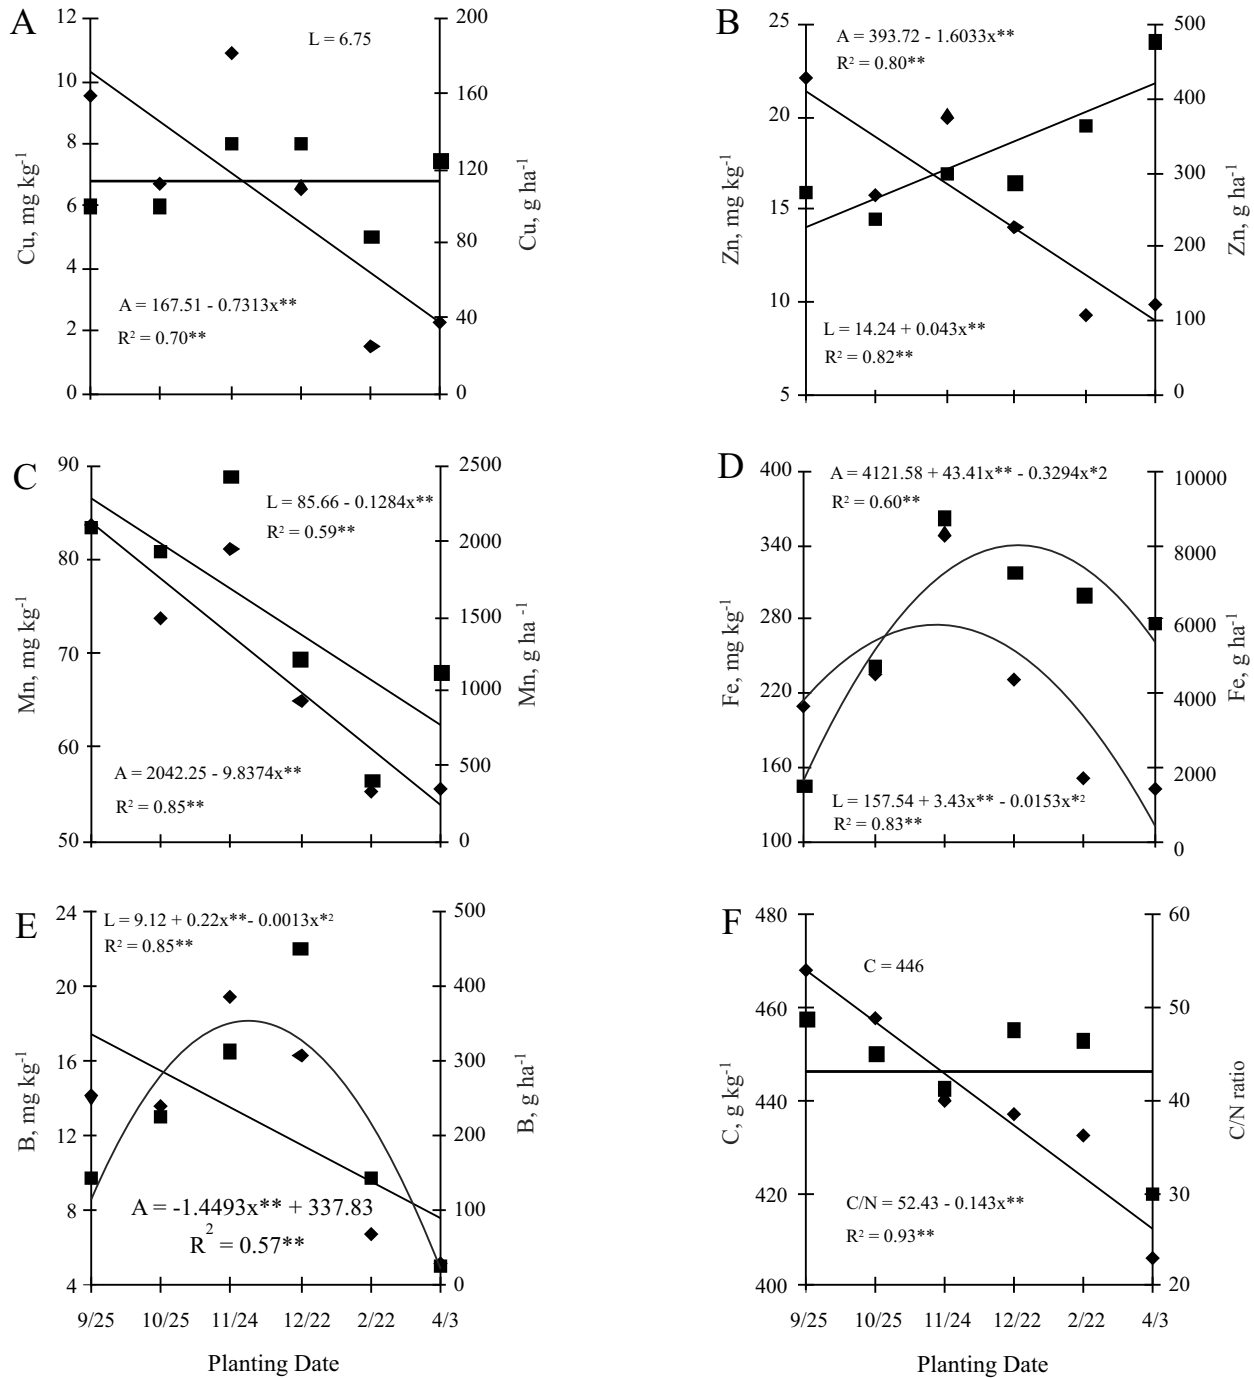 A
12
10
8
6
4
2
0
Cu, mg kg-1
200
160
120
80
40
0
Cu, g ha-1
L = 6.75
A = 167.51 - 0.7313x**
R2 = 0.70**
B
25
20
15
10
5
Zn, mg kg-1
500
400
300
200
100
0
Zn, g ha-1
A = 393.72 - 1.6033x**
R2 = 0.80**
L = 14.24 + 0.043x**
R2 = 0.82**
C
90
80
70
60
50
Mn, mg kg-1
2500
2000
1500
1000
500
0
Mn, g ha -1
L = 85.66 - 0.1284x**
R2 = 0.59**
A = 2042.25 - 9.8374x**
R2 = 0.85**
D
400
340
280
220
160
100
Fe, mg kg-1
10000
8000
6000
4000
2000
0
Fe, g ha-1
A = 4121.58 + 43.41x** - 0.3294x*2
R2 = 0.60**
L = 157.54 + 3.43x** - 0.0153x*2
R2 = 0.83**
E
24
20
16
12
8
4
B, mg kg-1
500
400
300
200
100
0
B, g ha-1
L = 9.12 + 0.22x**- 0.0013x*2
R2 = 0.85**
A = -1.4493x** + 337.83
R2 = 0.57**
9/25 10/25 11/24 12/22 2/22 4/3
Planting Date
F
480
460
440
420
400
C, g kg-1
60
50
40
30
20
C/N ratio
C = 446
C/N = 52.43 - 0.143x**
R2 = 0.93**
9/25 10/25 11/24 12/22 2/22 4/3
Planting Date